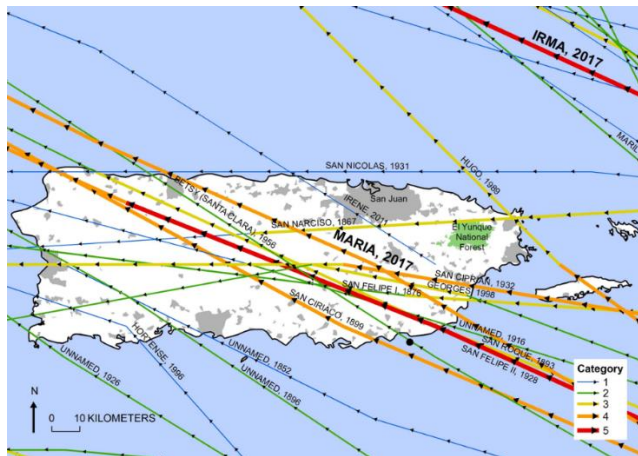 IRMA, 2017
MARIL
HUGO, 1989
SAN NICOLAS, 1931
BETSY (SANTA CLARA), 1956
San Juan
IRENE, 2011
SAN NARCISO, 1867
El Yunque
National
Forest
MARIA, 2017
SAN CIPRIAN, 1932
GEORGES, 1998
SAN FELIPE I, 1876
SAN CIRIACO, 1899
UNNAMED, 1916
SAN ROQUE, 1893
SAN FELIPE II, 1928
HORTENSE, 1996
UNNAMED, 1852
UNNAMED, 1926
UNNAMED, 1896
N
0 10 KILOMETERS
Category
1
2
3
4
5